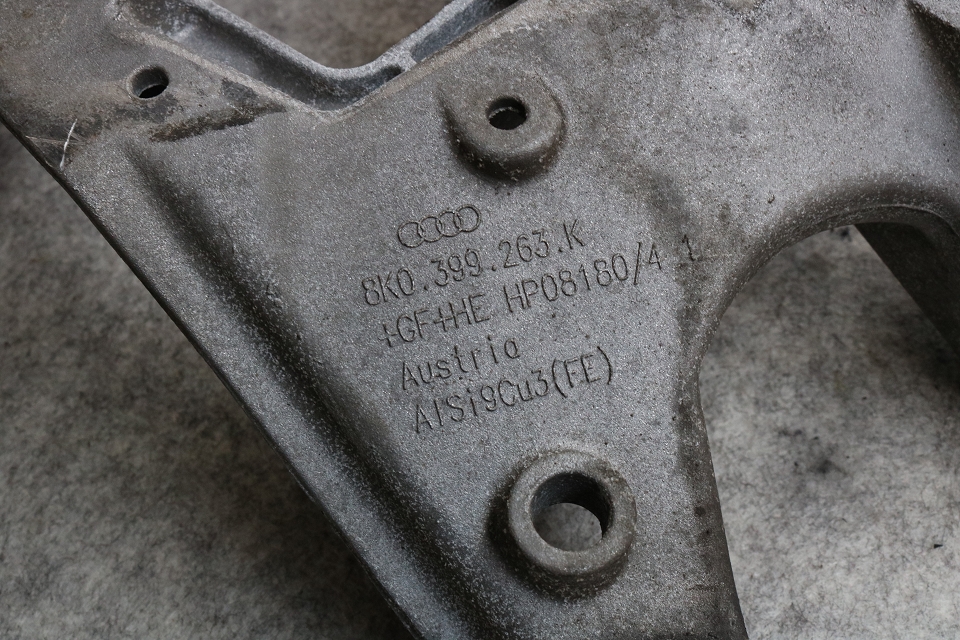 8K0.399.263.K
+GF+HE HP08180/4 1
Austria
AlSi9Cu3(FE)